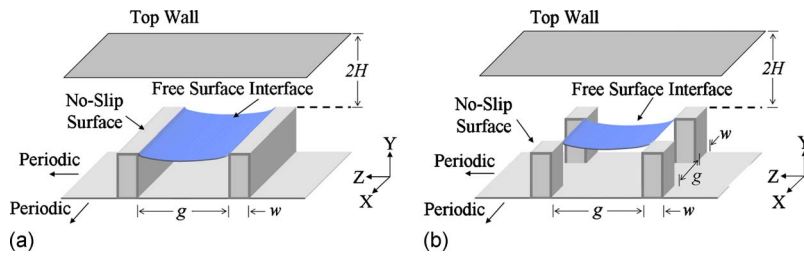 Top Wall
2H
Free Surface Interface
No-Slip
Surface
Periodic
Periodic
g
w
Y
Z
X
(a)
Top Wall
2H
Free Surface Interface
No-Slip
Surface
w
g
Periodic
Periodic
g
w
Y
Z
X
(b)